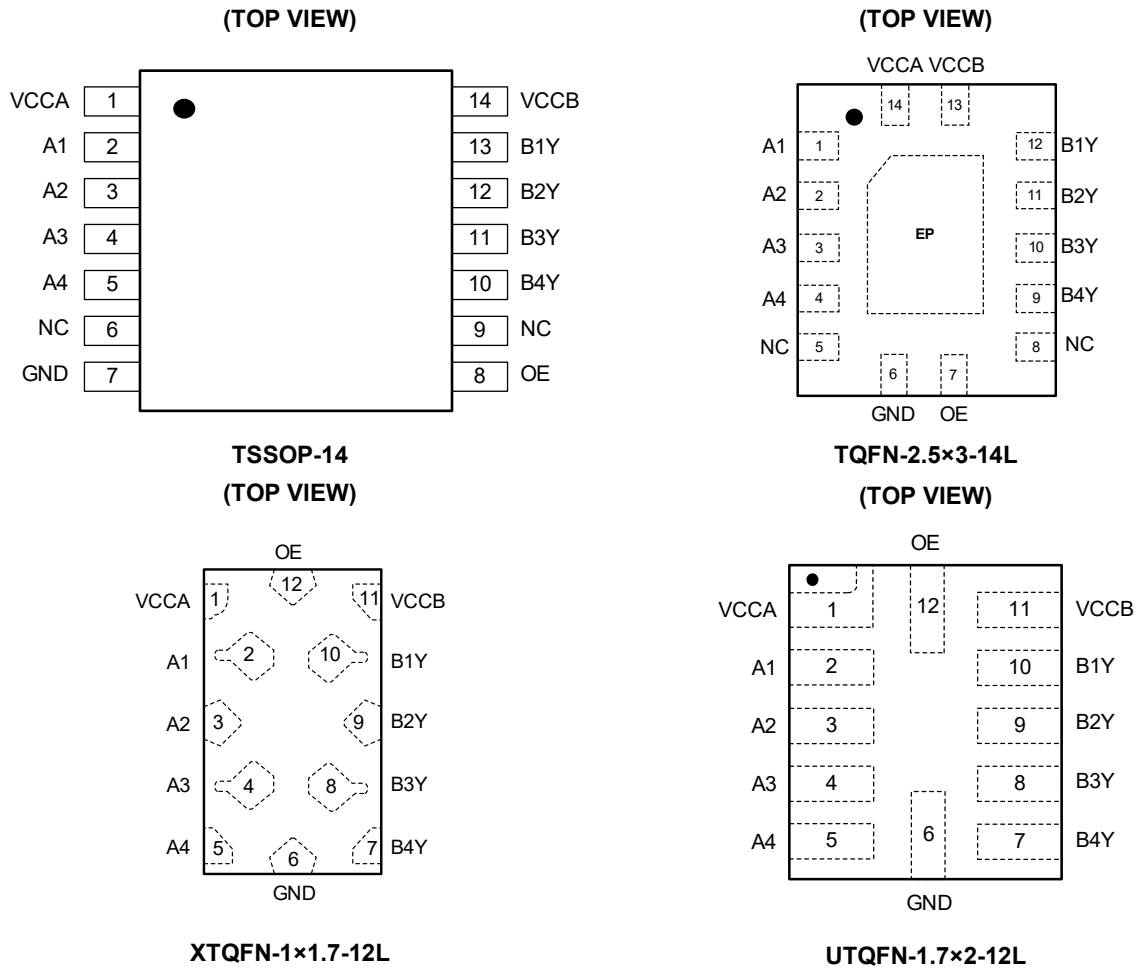 (TOP VIEW)
VCCA 1 14 VCCB
A1 2 13 B1Y
A2 3 12 B2Y
A3 4 11 B3Y
A4 5 10 B4Y
NC 6 9 NC
GND 7 8 OE
TSSOP-14
(TOP VIEW)
VCCA VCCB
14 13
A1 1 12 B1Y
A2 2 11 B2Y
EP
A3 3 10 B3Y
A4 4 9 B4Y
NC 5 8 NC
6 7
GND OE
TQFN-2.5×3-14L
(TOP VIEW)
OE
12
VCCA 1 11 VCCB
A1 2 10 B1Y
A2 3 9 B2Y
A3 4 8 B3Y
A4 5 7 B4Y
6
GND
XTQFN-1×1.7-12L
(TOP VIEW)
OE
12
VCCA 1 11 VCCB
A1 2 10 B1Y
A2 3 9 B2Y
A3 4 8 B3Y
A4 5 6 7 B4Y
GND
UTQFN-1.7×2-12L